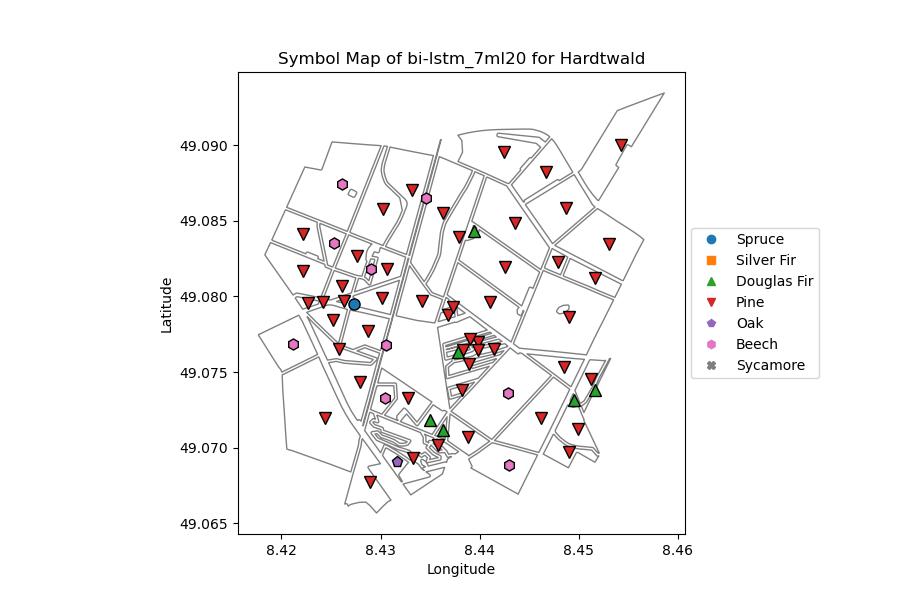 Symbol Map of bi-lstm_7ml20 for Hardtwald
49.090
49.085
49.080
49.075
49.070
49.065
Latitude
8.42 8.43 8.44 8.45 8.46
Longitude
Spruce
Silver Fir
Douglas Fir
Pine
Oak
Beech
Sycamore